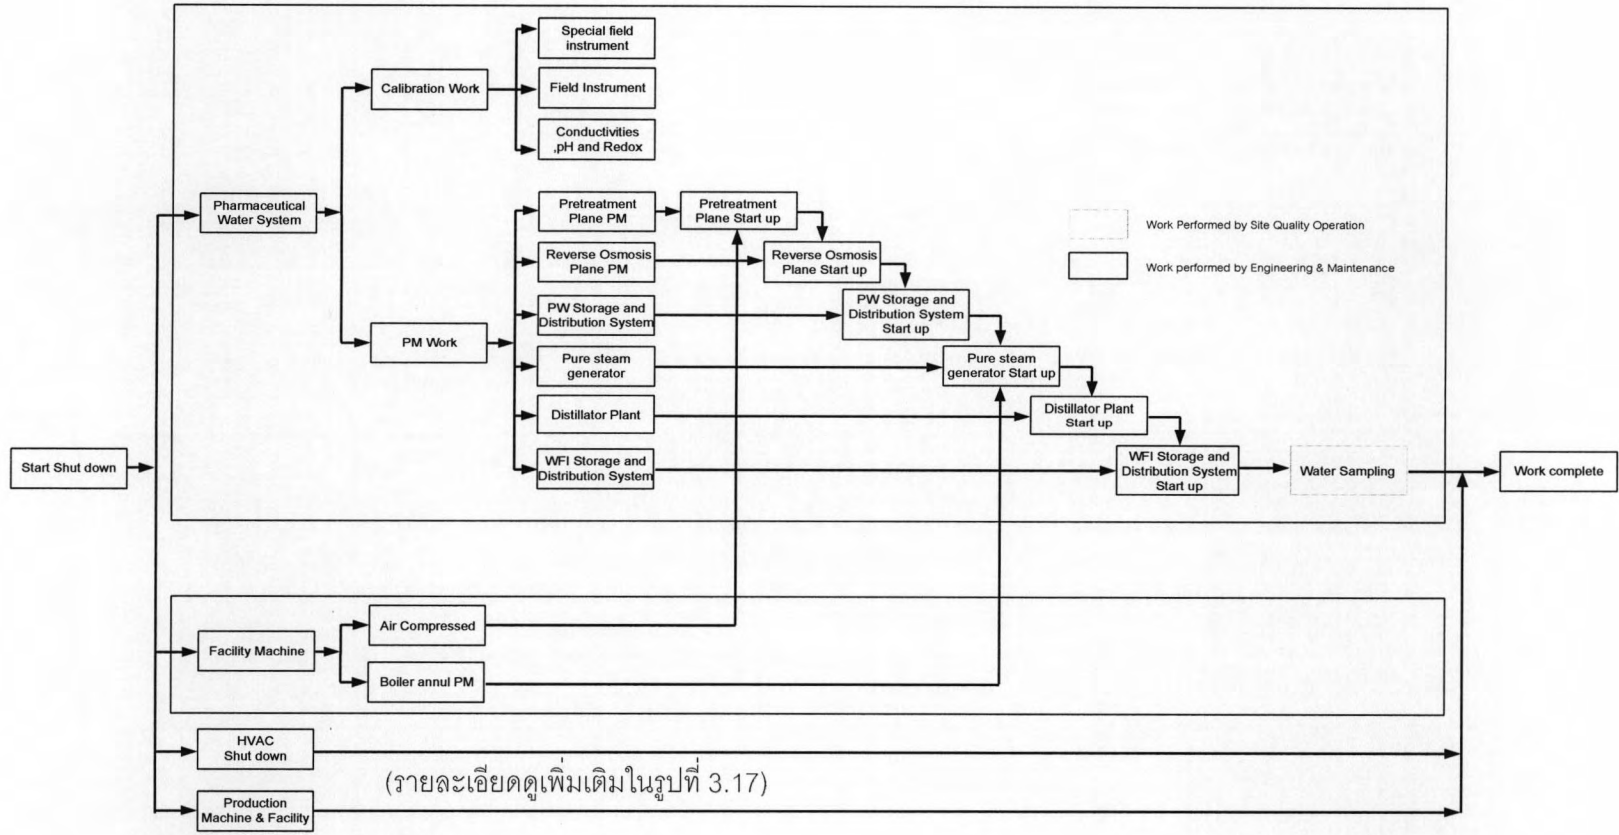 Special field
instrument
Calibration Work
Field Instrument
Conductivities
,pH and Redox
Pharmaceutical
Water System
Pretreatment
Plane PM
Pretreatment
Plane Start up
Work Performed by Site Quality Operation
Reverse Osmosis
Plane PM
Reverse Osmosis
Plane Start up
Work performed by Engineering & Maintenance
PW Storage and
Distribution System
PW Storage and
Distribution System
Start up
PM Work
Pure steam
generator
Pure steam
generator Start up
Distillator Plant
Distillator Plant
Start up
Start Shut down
WFI Storage and
Distribution System
WFI Storage and
Distribution System
Start up
Water Sampling
Work complete
Air Compressed
Facility Machine
Boiler annul PM
HVAC
Shut down
(รายละเอียดดูเพิ่มเติมในรูปที่ 3.17)
Production
Machine & Facility